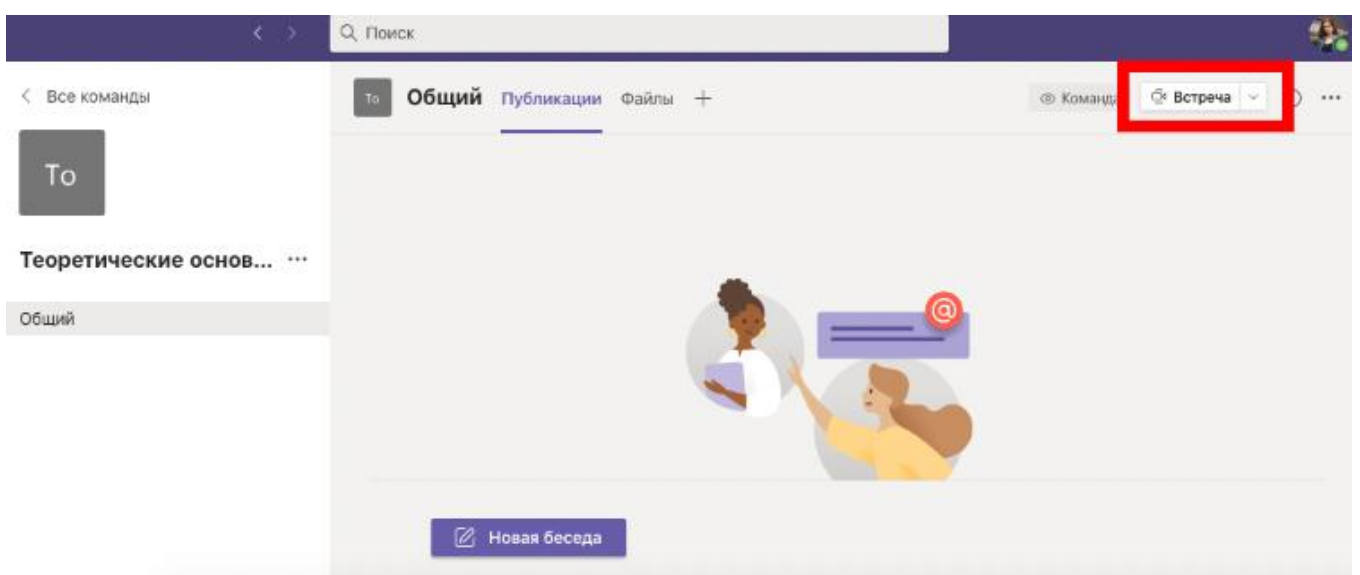 Поиск
Все команды
То
Теоретические основ...
Общий
То Общий Публикации Файлы
Команда Встреча
@
Новая беседа